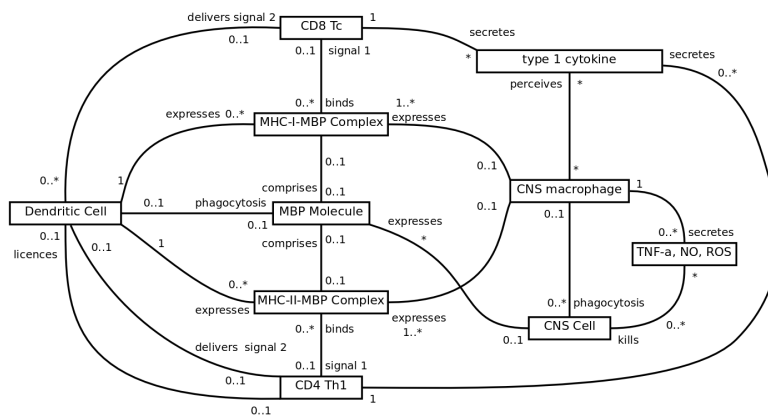 delivers signal 2
CD8 Tc
1
0..1
0..1
signal 1
secretes
*
type 1 cytokine
secretes
0..*
perceives
*
expresses
0..*
0..*
binds
1..*
MHC-I-MBP Complex
expresses
0..1
0..1
*
0..*
1
comprises
0..1
CNS macrophage
1
Dendritic Cell
0..1
phagocytosis
MBP Molecule
0..1
expresses
0..1
0..1
0..1
licences
0..1
1
comprises
0..1
*
0..*
secretes
TNF-a, NO, ROS
0..*
0..1
*
MHC-II-MBP Complex
expresses
0..*
binds
expresses
1..*
0..*
phagocytosis
CNS Cell
0..1
kills
0..*
delivers signal 2
0..1
signal 1
0..1
CD4 Th1
0..1
1